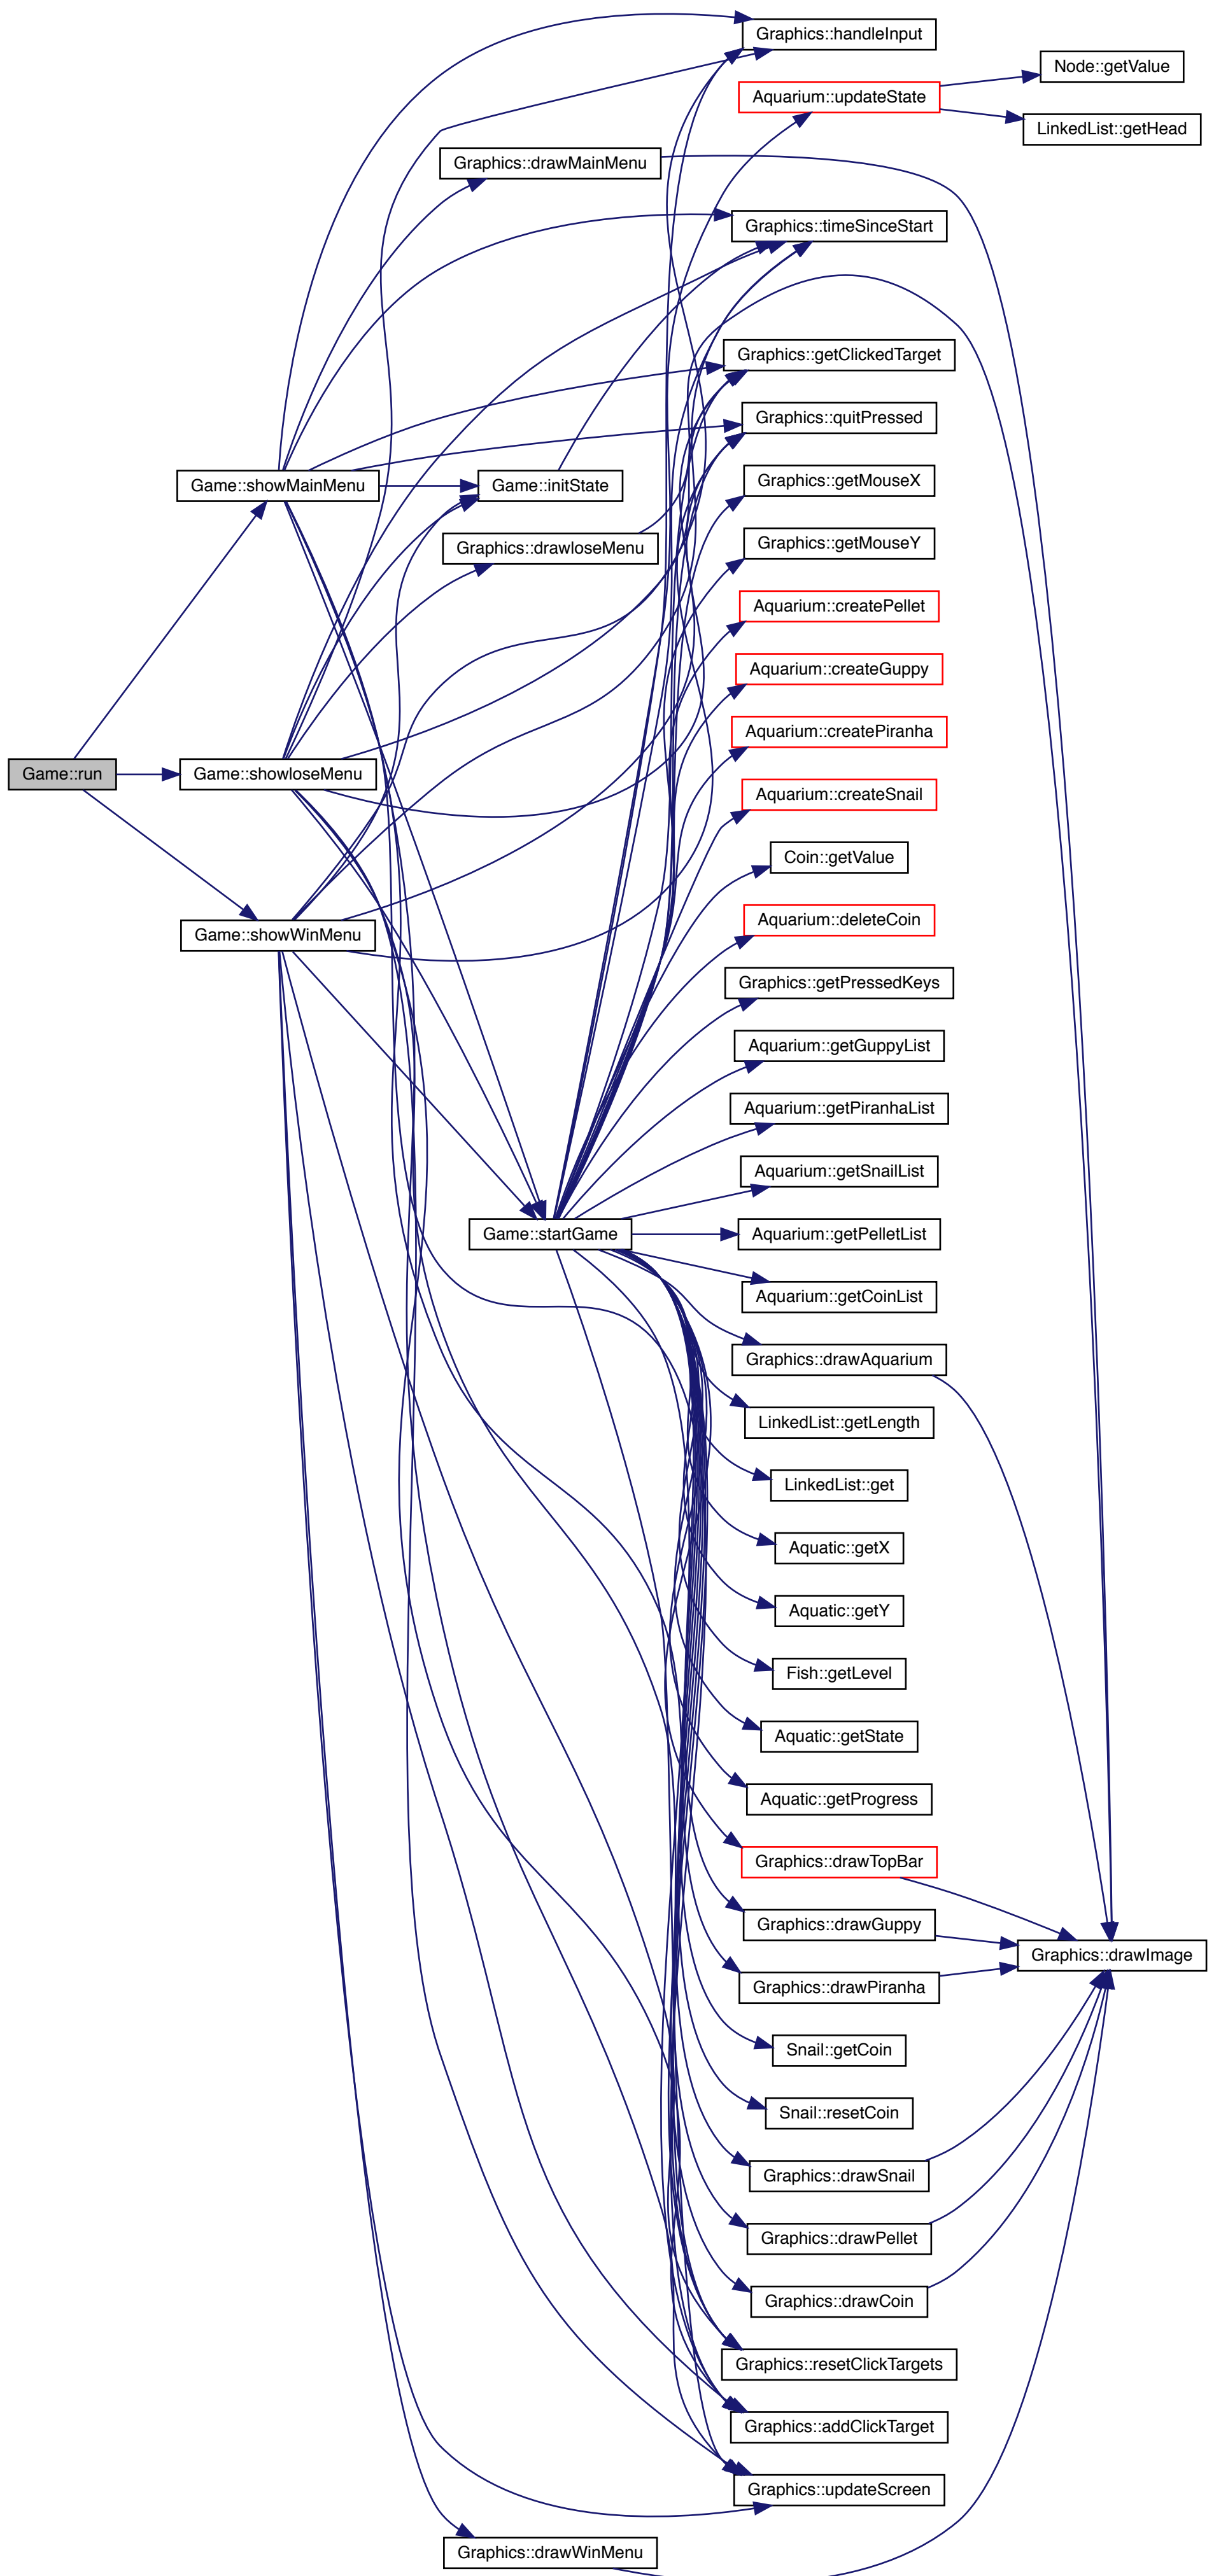 Graphics::handleInput
Node::getValue
Aquarium::updateState
LinkedList::getHead
Graphics::drawMainMenu
Graphics::timeSinceStart
Graphics::getClickedTarget
Graphics::quitPressed
Game::showMainMenu
Game::initState
Graphics::getMouseX
Graphics::drawloseMenu
Graphics::getMouseY
Aquarium::createPellet
Aquarium::createGuppy
Aquarium::createPiranha
Game::run
Game::showloseMenu
Aquarium::createSnail
Coin::getValue
Aquarium::deleteCoin
Game::showWinMenu
Graphics::getPressedKeys
Aquarium::getGuppyList
Aquarium::getPiranhaList
Aquarium::getSnailList
Game::startGame
Aquarium::getPelletList
Aquarium::getCoinList
Graphics::drawAquarium
LinkedList::getLength
LinkedList::get
Aquatic::getX
Aquatic::getY
Fish::getLevel
Aquatic::getState
Aquatic::getProgress
Graphics::drawTopBar
Graphics::drawGuppy
Graphics::drawImage
Graphics::drawPiranha
Snail::getCoin
Snail::resetCoin
Graphics::drawSnail
Graphics::drawPellet
Graphics::drawCoin
Graphics::resetClickTargets
Graphics::addClickTarget
Graphics::updateScreen
Graphics::drawWinMenu